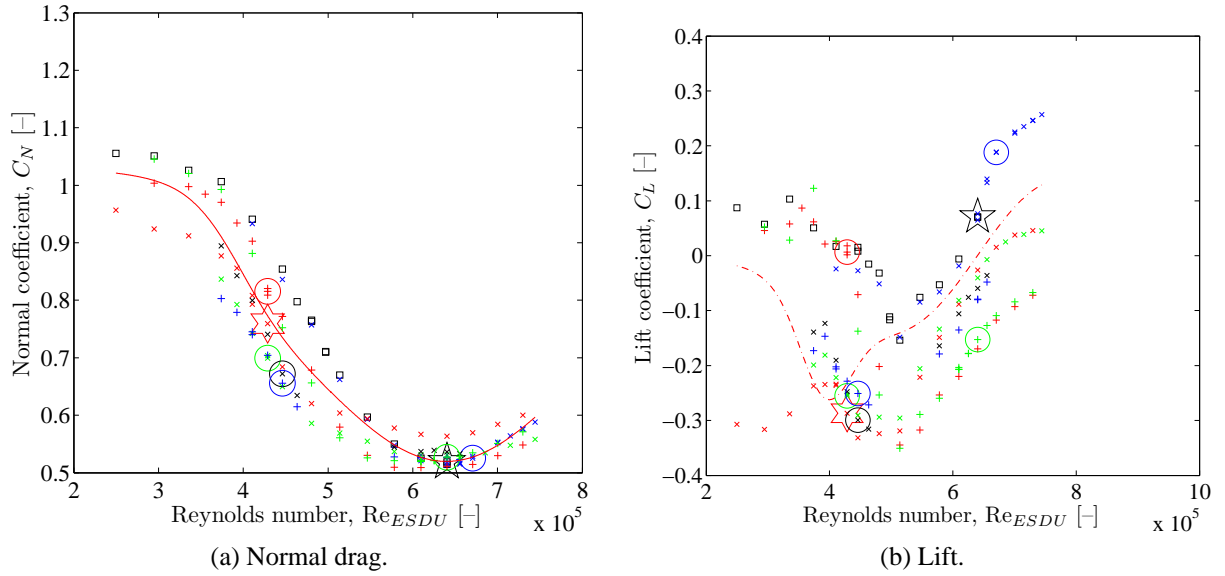 1.3
1.2
1.1
1
0.9
0.8
0.7
0.6
0.5
Normal coefficient, C_N [–]
2 3 4 5 6 7 8
Reynolds number, Re_ESDU [–]
x 10^5
(a) Normal drag.
0.4
0.3
0.2
0.1
0
−0.1
−0.2
−0.3
−0.4
Lift coefficient, C_L [–]
2 4 6 8 10
Reynolds number, Re_ESDU [–]
x 10^5
(b) Lift.